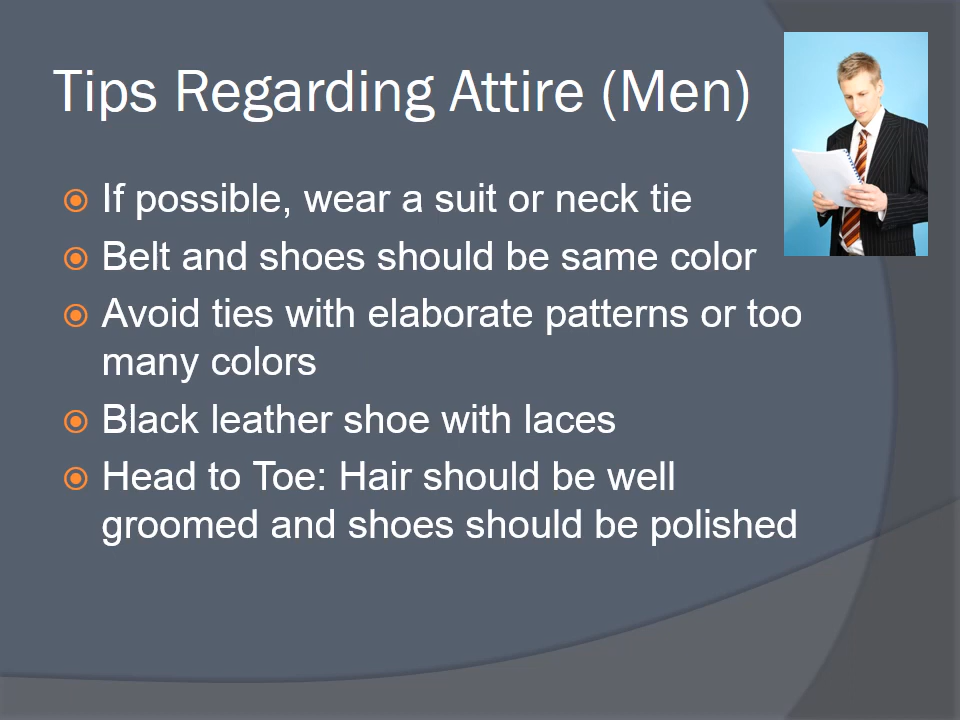 Tips Regarding Attire (Men)
If possible, wear a suit or neck tie
Belt and shoes should be same color
Avoid ties with elaborate patterns or too
many colors
Black leather shoe with laces
Head to Toe: Hair should be well
groomed and shoes should be polished